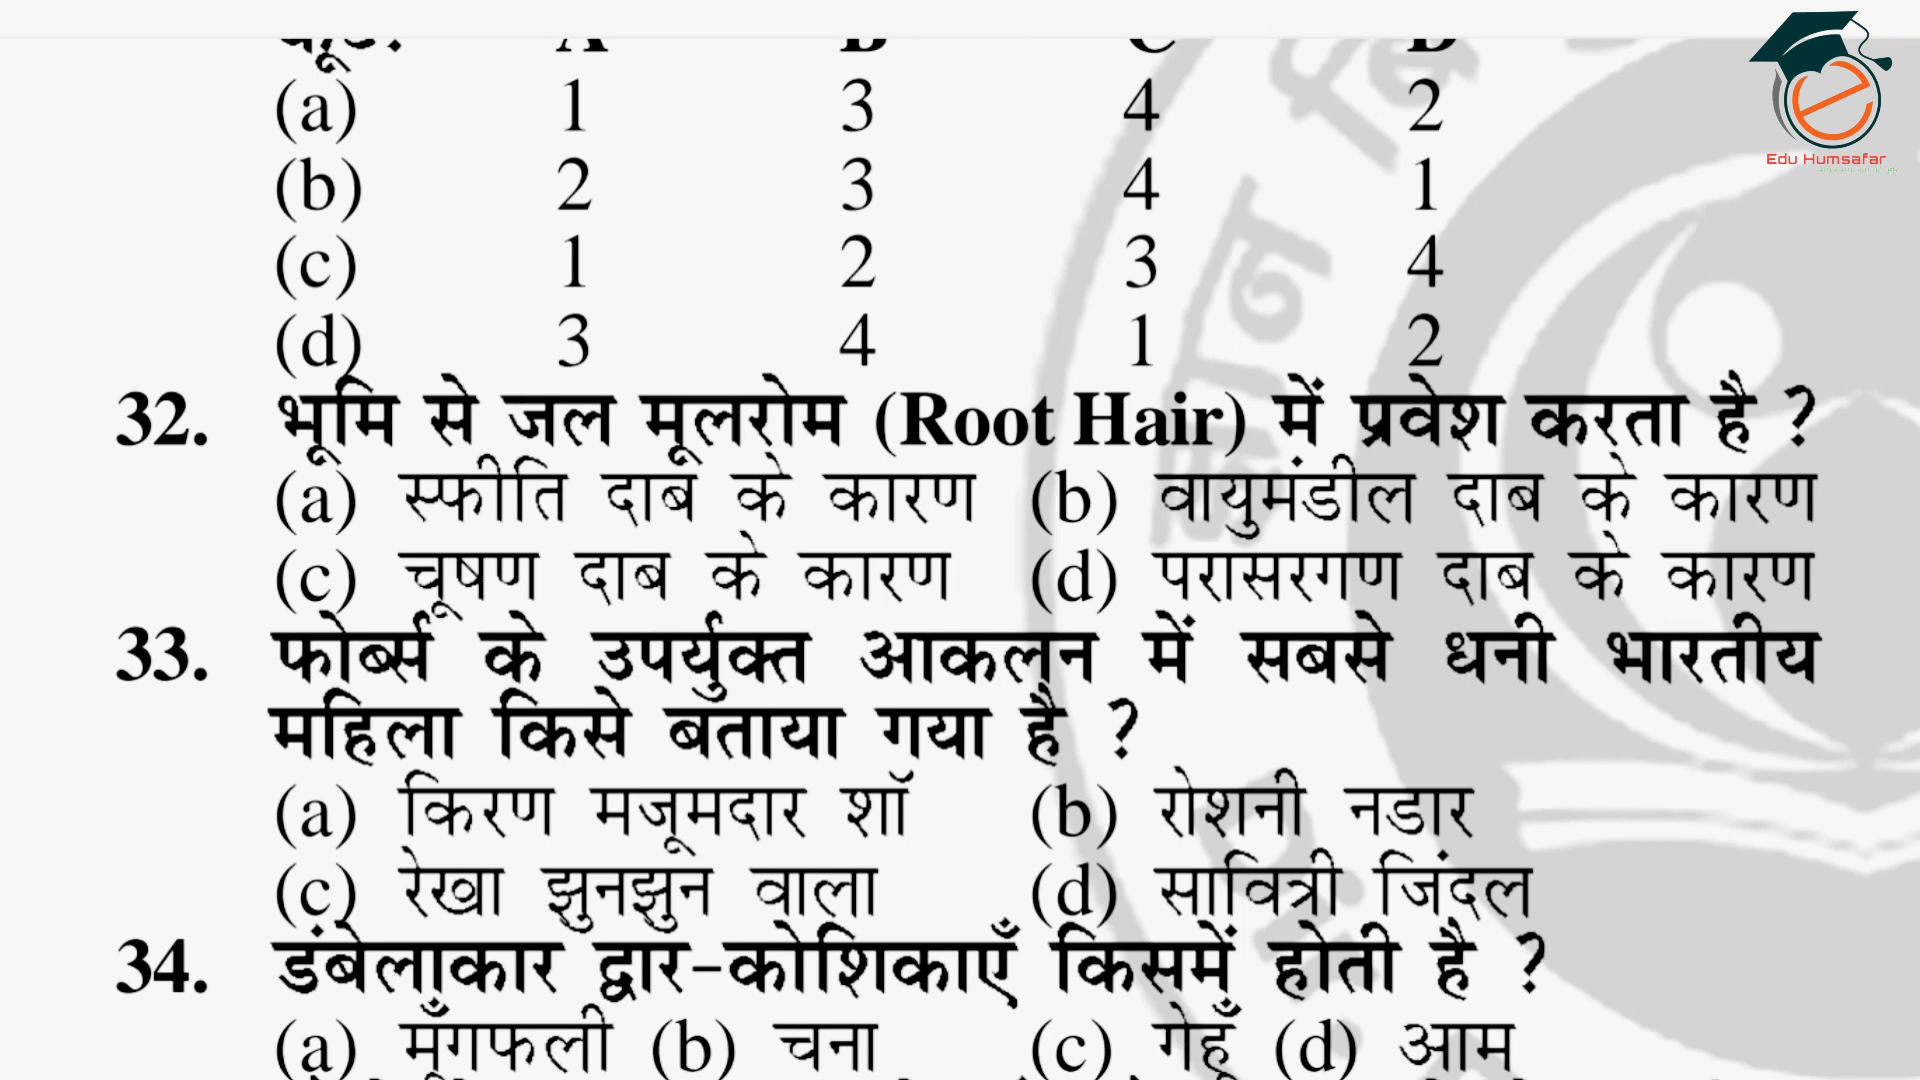 Edu Humsafar
(a) 1 3 4 2
(b) 2 3 4 1
(c) 1 2 3 4
(d) 3 4 1 2
32. भूमि से जल मूलरोम (Root Hair) में प्रवेश करता है ?
(a) स्फीति दाब के कारण (b) वायुमंडील दाब के कारण
(c) चूषण दाब के कारण (d) परासरगण दाब के कारण
33. फोर्ब्स के उपर्युक्त आकलन में सबसे धनी भारतीय
महिला किसे बताया गया है ?
(a) किरण मजूमदार शॉ (b) रोशनी नडार
(c) रेखा झुनझुन वाला (d) सावित्री जिंदल
34. डंबेलाकार द्वार-कोशिकाएँ किसमें होती है ?
(a) मूँगफली (b) चना (c) गेहूँ (d) आम